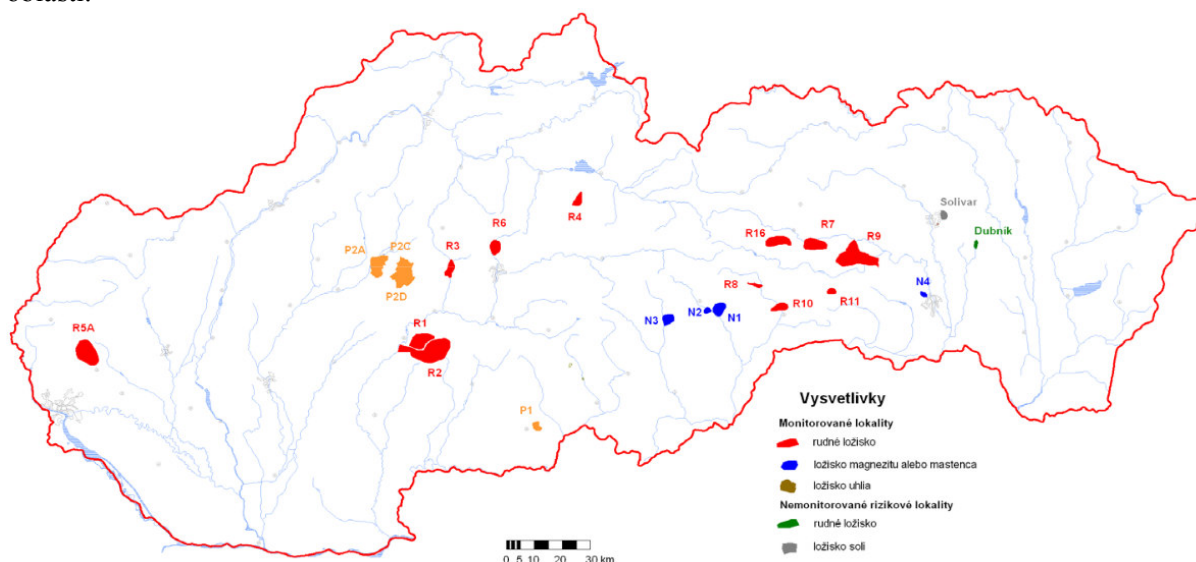 oblastí.
Solivar
Dubník
R4
R6
R16
R7
R9
P2A
P2C
R3
P2D
R8
R11
N4
R10
N2
N1
N3
R5A
R1
R2
P1
Vysvetlivky
Monitorované lokality
rudné ložisko
ložisko magnezitu alebo mastenca
ložisko uhlia
Nemonitorované rizikové lokality
rudné ložisko
ložisko soli
0 5 10 20 30 km